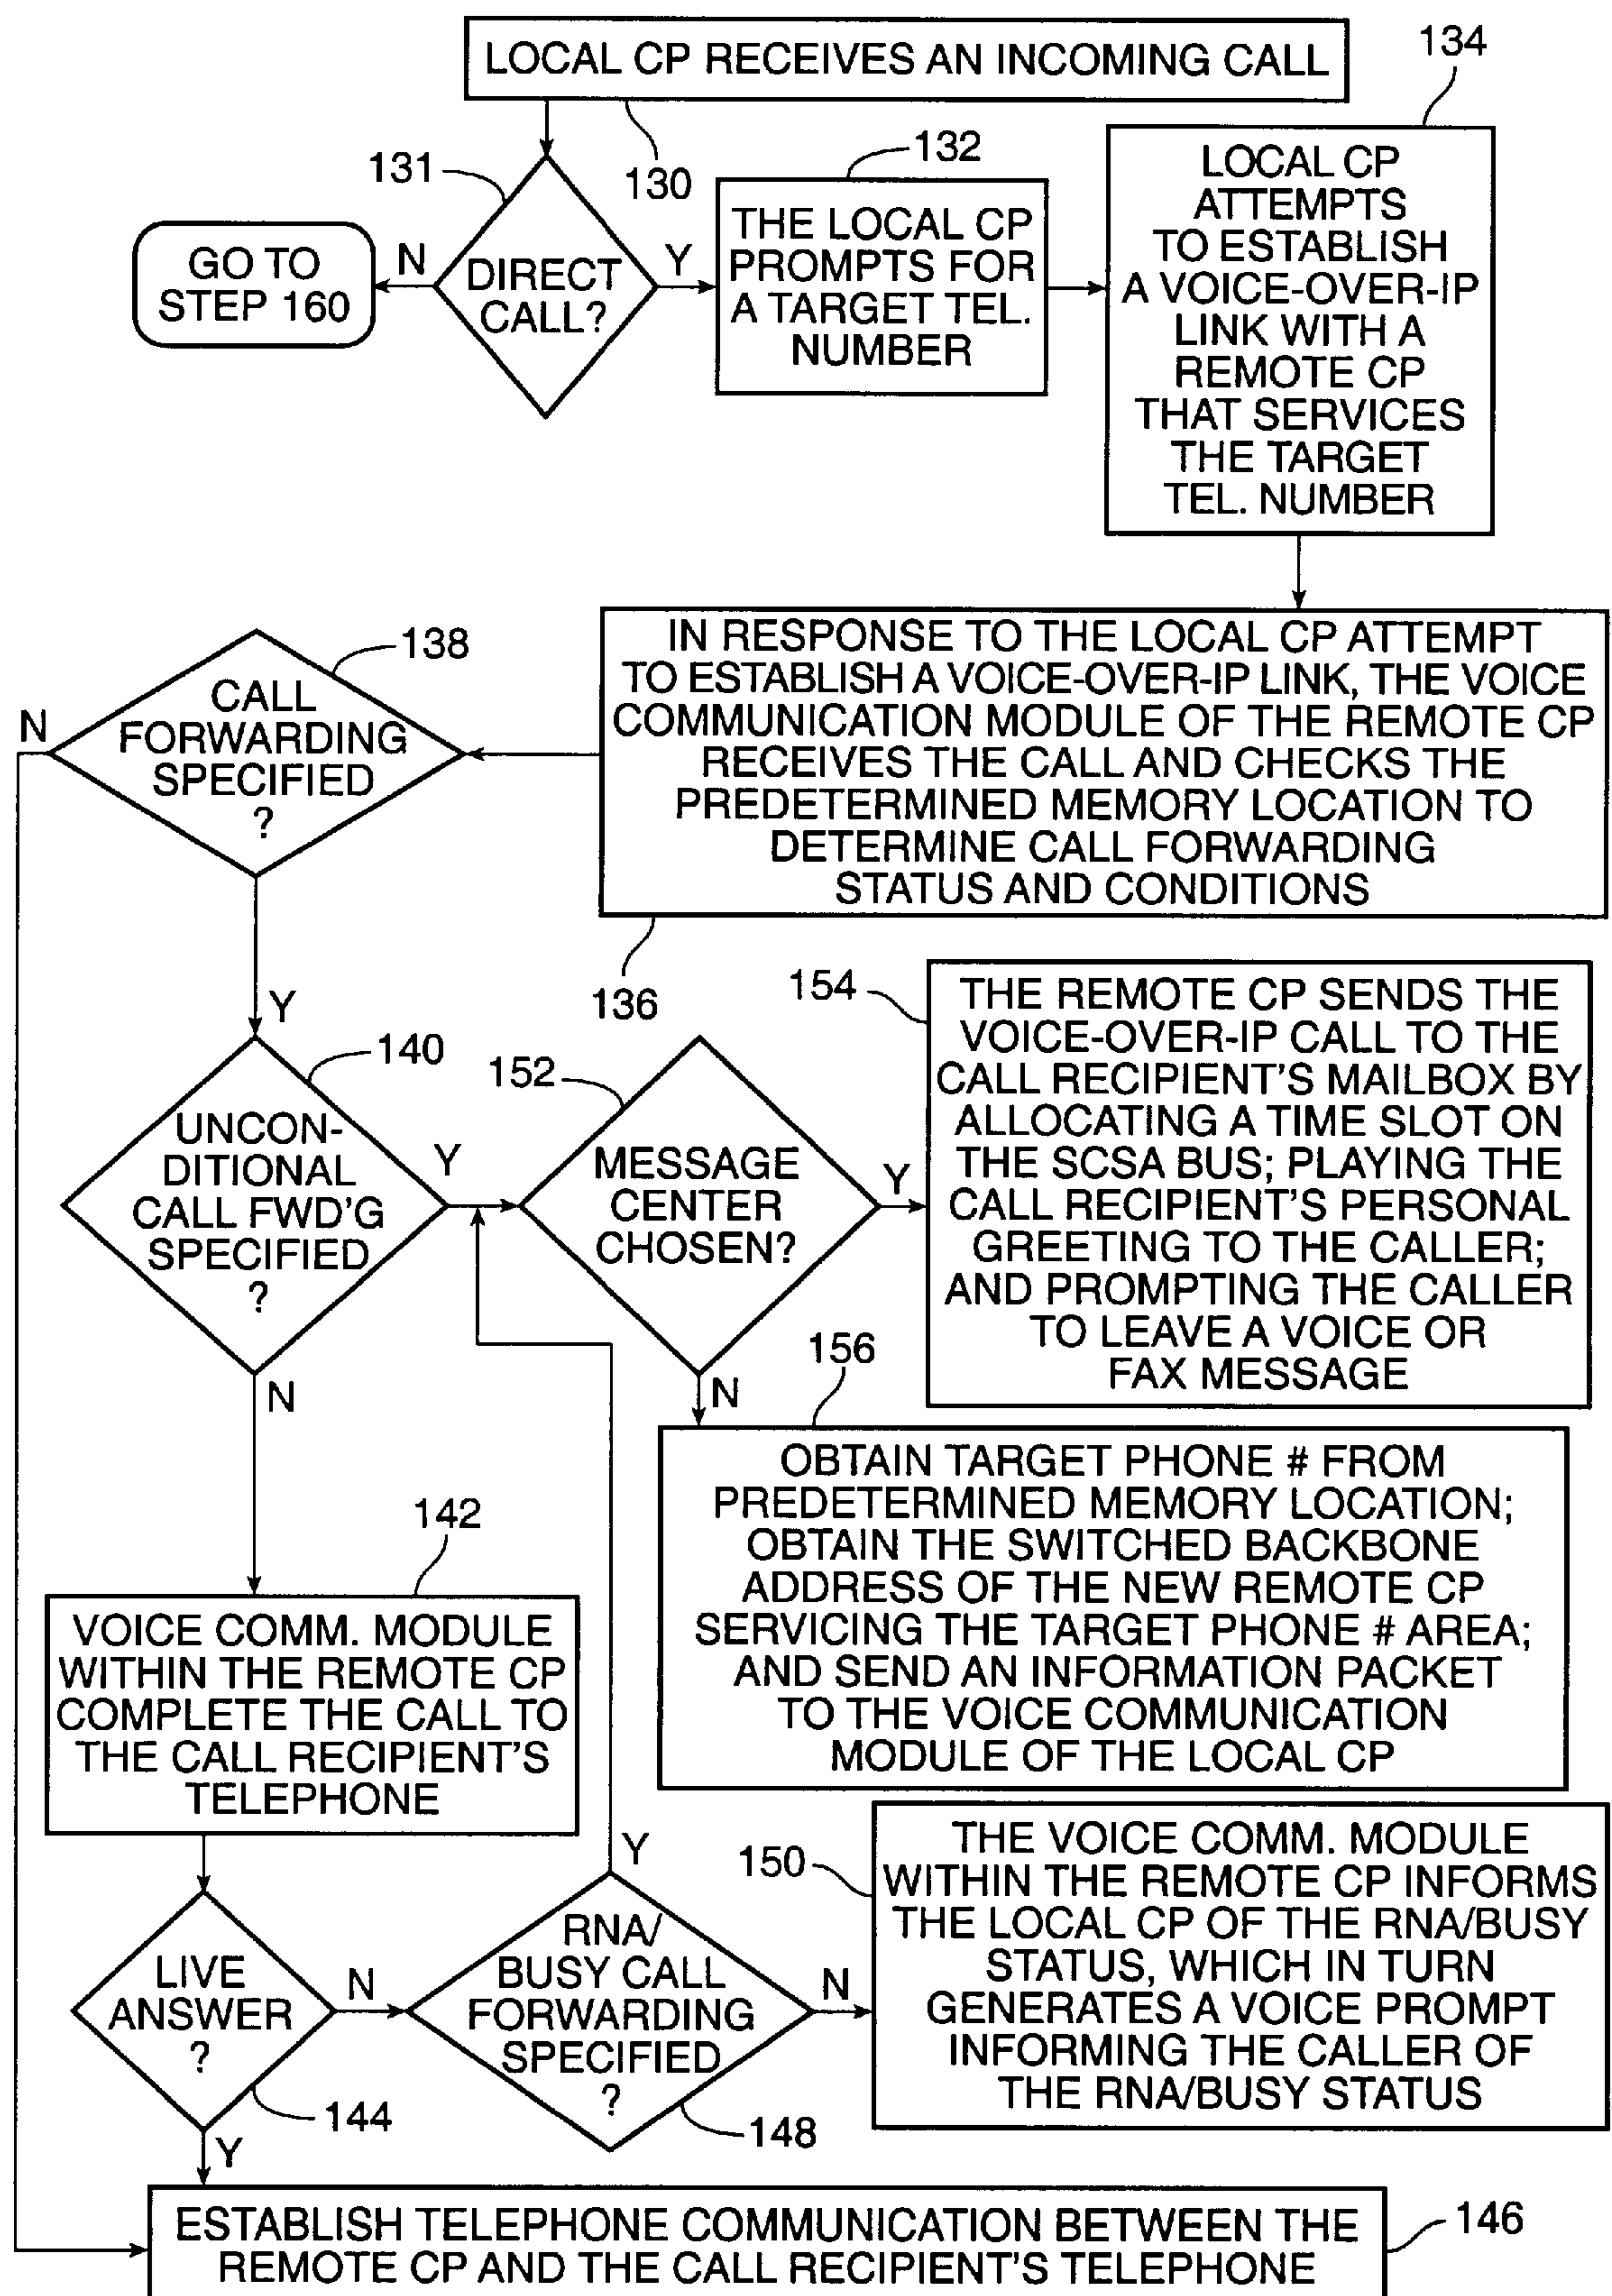 LOCAL CP RECEIVES AN INCOMING CALL
130
131
DIRECT
CALL?
N
GO TO
STEP 160
Y
132
THE LOCAL CP
PROMPTS FOR
A TARGET TEL.
NUMBER
134
LOCAL CP
ATTEMPTS
TO ESTABLISH
A VOICE-OVER-IP
LINK WITH A
REMOTE CP
THAT SERVICES
THE TARGET
TEL. NUMBER
IN RESPONSE TO THE LOCAL CP ATTEMPT
TO ESTABLISH A VOICE-OVER-IP LINK, THE VOICE
COMMUNICATION MODULE OF THE REMOTE CP
RECEIVES THE CALL AND CHECKS THE
PREDETERMINED MEMORY LOCATION TO
DETERMINE CALL FORWARDING
STATUS AND CONDITIONS
136
138
CALL
FORWARDING
SPECIFIED
?
N
Y
140
UNCON-
DITIONAL
CALL FWD'G
SPECIFIED
?
Y
N
152
MESSAGE
CENTER
CHOSEN?
Y
N
154
THE REMOTE CP SENDS THE
VOICE-OVER-IP CALL TO THE
CALL RECIPIENT'S MAILBOX BY
ALLOCATING A TIME SLOT ON
THE SCSA BUS; PLAYING THE
CALL RECIPIENT'S PERSONAL
GREETING TO THE CALLER;
AND PROMPTING THE CALLER
TO LEAVE A VOICE OR
FAX MESSAGE
156
OBTAIN TARGET PHONE # FROM
PREDETERMINED MEMORY LOCATION;
OBTAIN THE SWITCHED BACKBONE
ADDRESS OF THE NEW REMOTE CP
SERVICING THE TARGET PHONE # AREA;
AND SEND AN INFORMATION PACKET
TO THE VOICE COMMUNICATION
MODULE OF THE LOCAL CP
142
VOICE COMM. MODULE
WITHIN THE REMOTE CP
COMPLETE THE CALL TO
THE CALL RECIPIENT'S
TELEPHONE
LIVE
ANSWER
?
144
N
Y
RNA/
BUSY CALL
FORWARDING
SPECIFIED
?
148
Y
N
150
THE VOICE COMM. MODULE
WITHIN THE REMOTE CP INFORMS
THE LOCAL CP OF THE RNA/BUSY
STATUS, WHICH IN TURN
GENERATES A VOICE PROMPT
INFORMING THE CALLER OF
THE RNA/BUSY STATUS
ESTABLISH TELEPHONE COMMUNICATION BETWEEN THE
REMOTE CP AND THE CALL RECIPIENT'S TELEPHONE
146